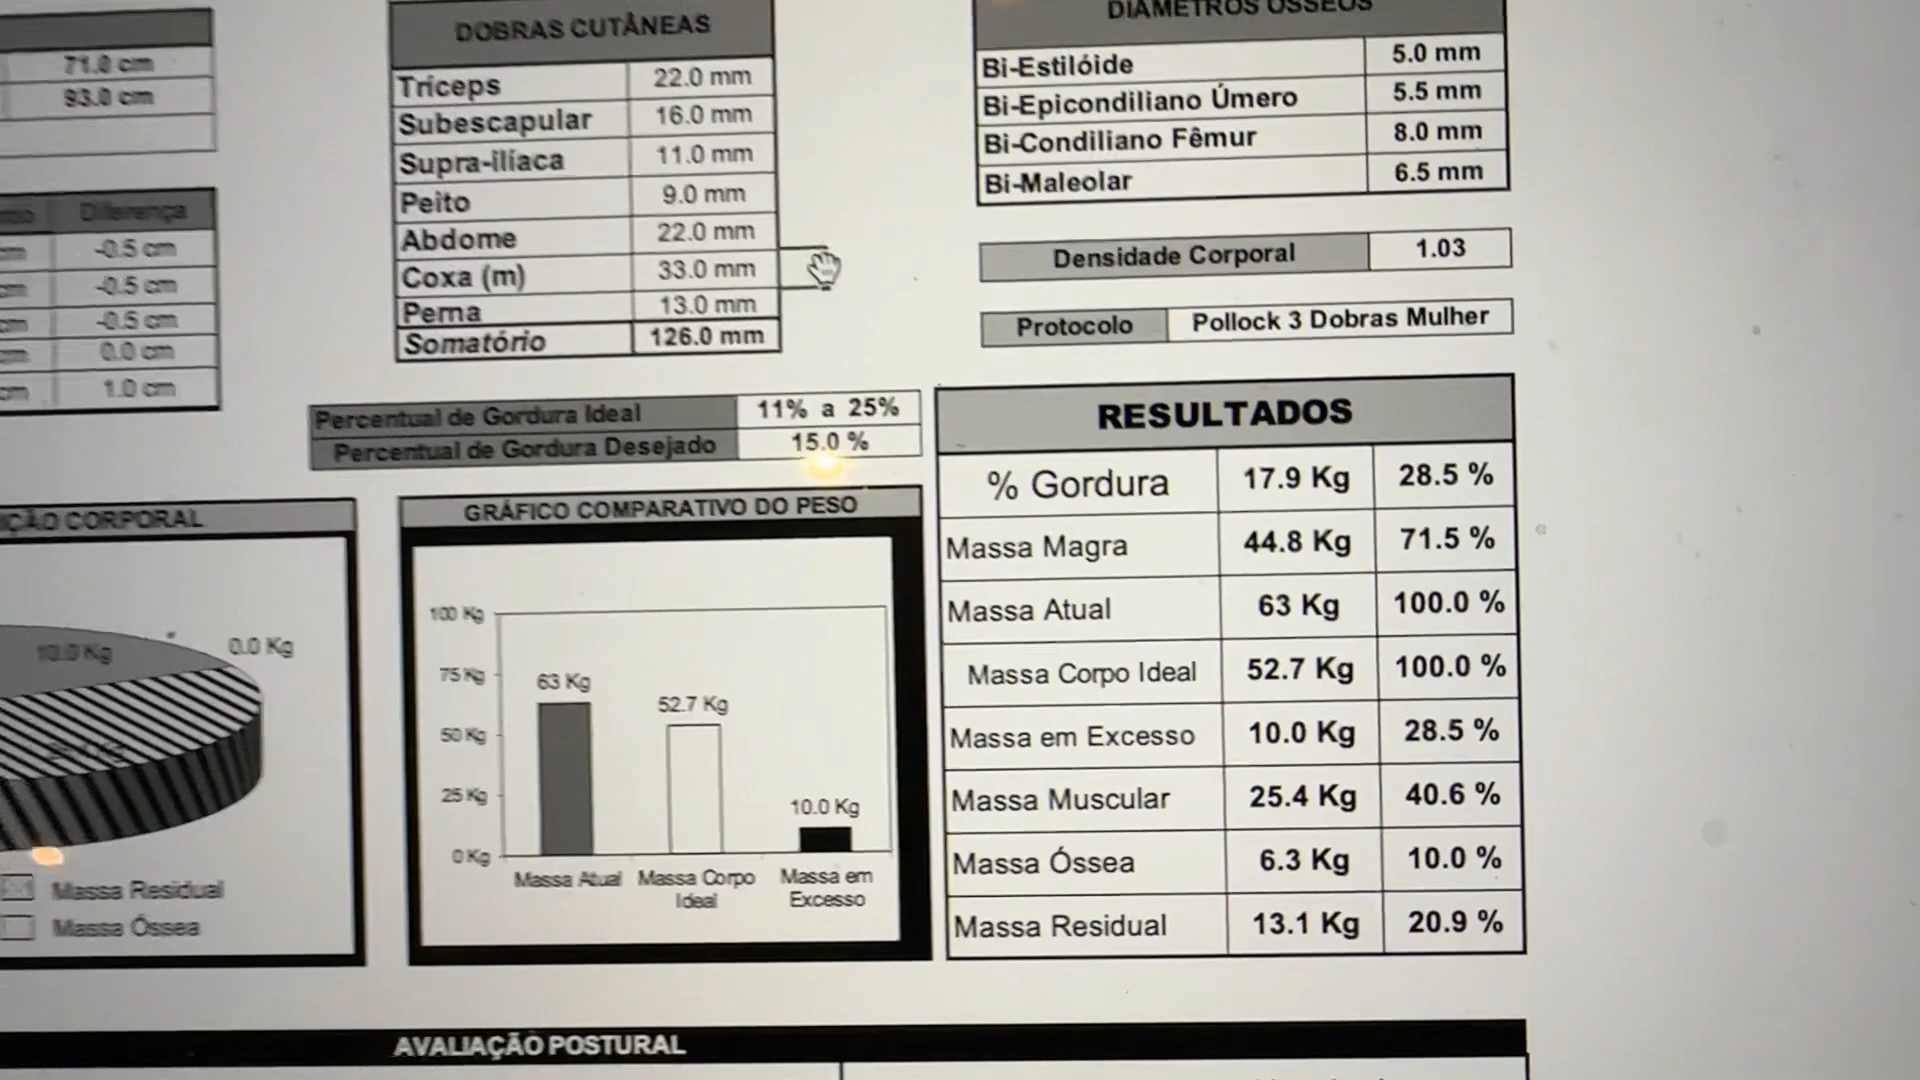 71.0 cm
93.0 cm
Diferença
-0.5 cm
-0.5 cm
-0.5 cm
0.0 cm
1.0 cm
DOBRAS CUTÂNEAS
Tríceps 22.0 mm
Subescapular 16.0 mm
Supra-ilíaca 11.0 mm
Peito 9.0 mm
Abdome 22.0 mm
Coxa (m) 33.0 mm
Perna 13.0 mm
Somatório 126.0 mm
DIÂMETROS ÓSSEOS
Bi-Estilóide 5.0 mm
Bi-Epicondiliano Úmero 5.5 mm
Bi-Condiliano Fêmur 8.0 mm
Bi-Maleolar 6.5 mm
Densidade Corporal 1.03
Protocolo Pollock 3 Dobras Mulher
Percentual de Gordura Ideal 11% a 25%
Percentual de Gordura Desejado 15.0 %
IÇÃO CORPORAL
10.0 Kg
0.0 Kg
Massa Residual
Massa Óssea
GRÁFICO COMPARATIVO DO PESO
100 Kg
75 Kg
50 Kg
25 Kg
0 Kg
63 Kg
52.7 Kg
10.0 Kg
Massa Atual
Massa Corpo
Ideal
Massa em
Excesso
RESULTADOS
% Gordura 17.9 Kg 28.5 %
Massa Magra 44.8 Kg 71.5 %
Massa Atual 63 Kg 100.0 %
Massa Corpo Ideal 52.7 Kg 100.0 %
Massa em Excesso 10.0 Kg 28.5 %
Massa Muscular 25.4 Kg 40.6 %
Massa Óssea 6.3 Kg 10.0 %
Massa Residual 13.1 Kg 20.9 %
AVALIAÇÃO POSTURAL